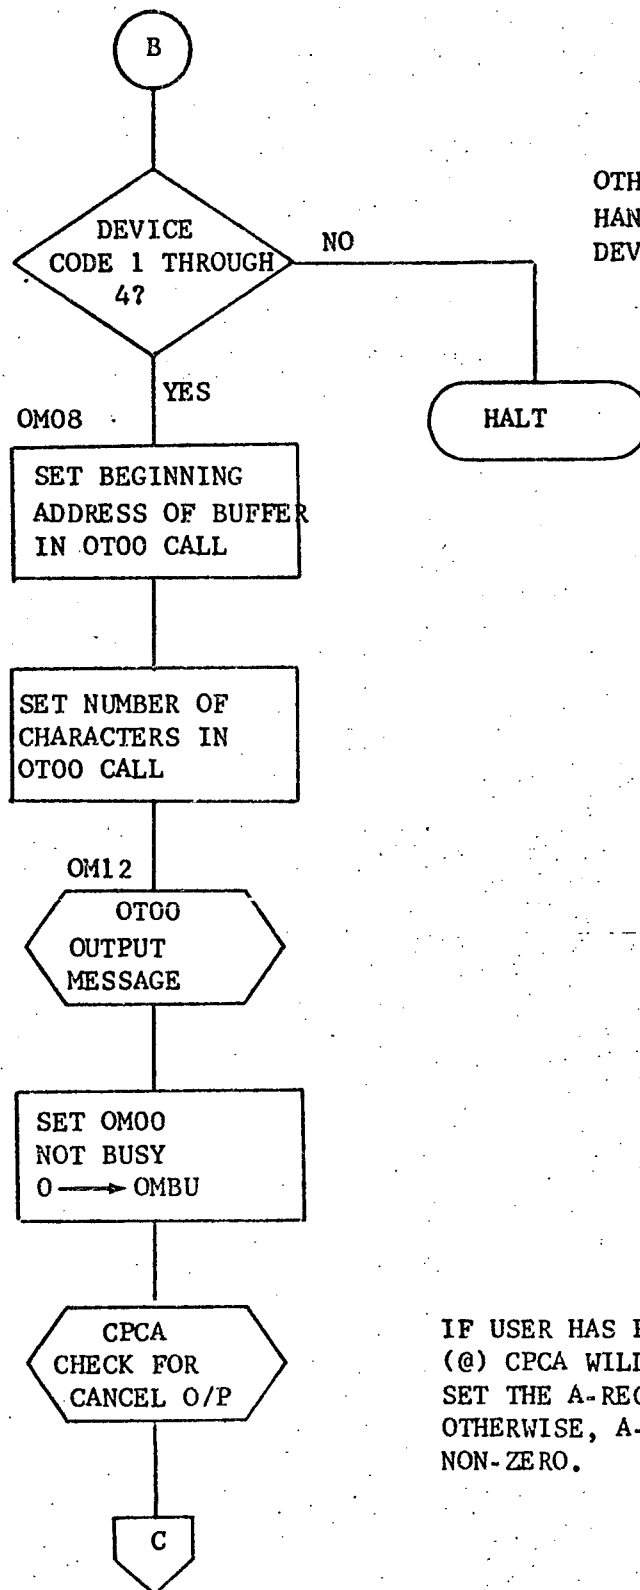 B
DEVICE
CODE 1 THROUGH
4?
NO
YES
HALT
OM08
SET BEGINNING
ADDRESS OF BUFFER
IN OT00 CALL
SET NUMBER OF
CHARACTERS IN
OT00 CALL
OM12
OT00
OUTPUT
MESSAGE
SET OM00
NOT BUSY
0 → OMBU
CPCA
CHECK FOR
CANCEL O/P
C
OTH
HAN
DEV
IF USER HAS
(@) CPCA WILL
SET THE A-REG
OTHERWISE, A-
NON-ZERO.